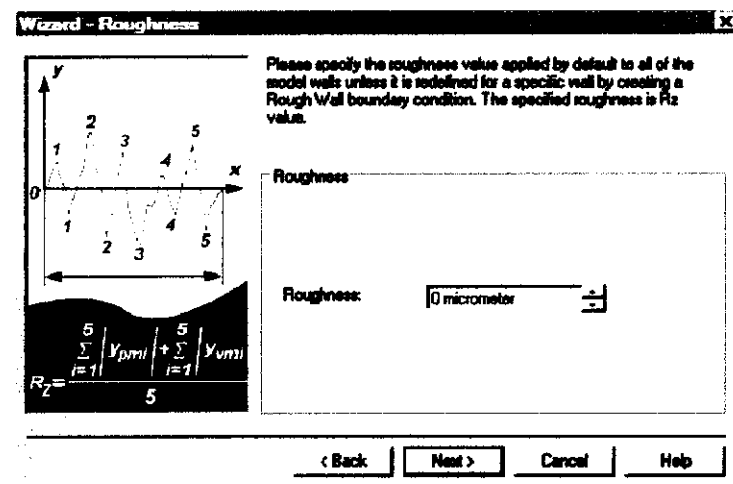 Wizard - Roughness
Please specify the roughness value applied by default to all of the
model walls unless it is redefined for a specific wall by creating a
Rough Wall boundary condition. The specified roughness is Rz
value.
y
1 2 3 4 5
x
0
1 2 3 4 5
Roughness
Roughness: 0 micrometer
R_Z = (5 Σ i=1 |y_pmi| + 5 Σ i=1 |y_vmi|) / 5
< Back Next > Cancel Help